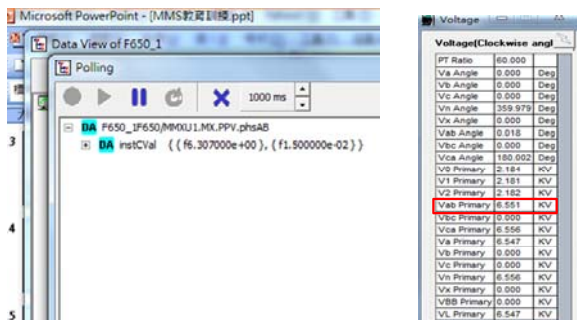 Microsoft PowerPoint - [MMS教育訓練.ppt]
Data View of F650_1
Polling
1000 ms
DA F650_1F650/MMXU1.MX.PPV.phsAB
DA instCVal { { f6.307000e+00 }, { f1.500000e-02 } }
3
4
5
Voltage
Voltage(Clockwise angl
PT Ratio 60.000
Va Angle 0.000 Deg
Vb Angle 0.000 Deg
Vc Angle 0.000 Deg
Vn Angle 359.979 Deg
Vx Angle 0.000 Deg
Vab Angle 0.018 Deg
Vbc Angle 0.000 Deg
Vca Angle 180.002 Deg
V0 Primary 2.184 KV
V1 Primary 2.181 KV
V2 Primary 2.182 KV
Vab Primary 6.551 KV
Vbc Primary 0.000 KV
Vca Primary 6.556 KV
Va Primary 6.547 KV
Vb Primary 0.000 KV
Vc Primary 0.000 KV
Vn Primary 6.556 KV
Vx Primary 0.000 KV
VBB Primary 0.000 KV
VL Primary 6.547 KV